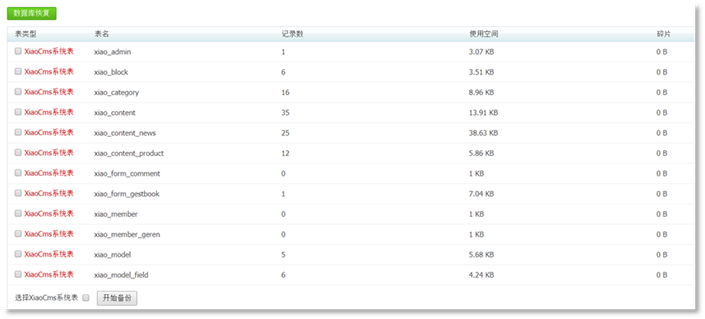 数据库恢复
表类型 表名 记录数 使用空间 碎片
XiaoCms系统表 xiao_admin 1 3.07 KB 0 B
XiaoCms系统表 xiao_block 6 3.51 KB 0 B
XiaoCms系统表 xiao_category 16 8.96 KB 0 B
XiaoCms系统表 xiao_content 35 13.91 KB 0 B
XiaoCms系统表 xiao_content_news 25 38.63 KB 0 B
XiaoCms系统表 xiao_content_product 12 5.86 KB 0 B
XiaoCms系统表 xiao_form_comment 0 1 KB 0 B
XiaoCms系统表 xiao_form_gestbook 1 7.04 KB 0 B
XiaoCms系统表 xiao_member 0 1 KB 0 B
XiaoCms系统表 xiao_member_geren 0 1 KB 0 B
XiaoCms系统表 xiao_model 5 5.68 KB 0 B
XiaoCms系统表 xiao_model_field 6 4.24 KB 0 B
选择XiaoCms系统表 开始备份